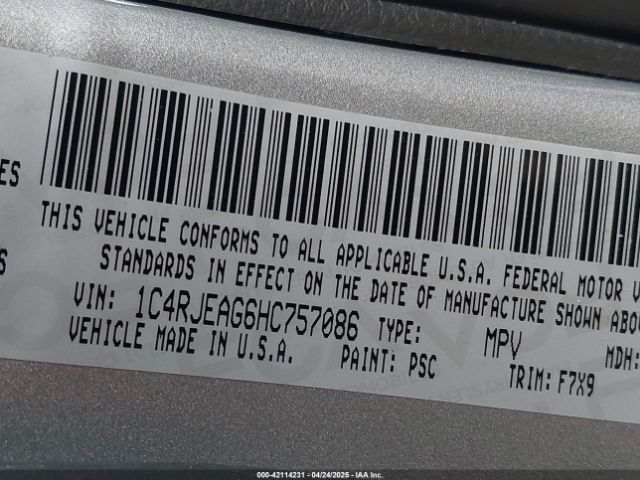 ES
S
THIS VEHICLE CONFORMS TO ALL APPLICABLE U.S.A. FEDERAL MOTOR V
STANDARDS IN EFFECT ON THE DATE OF MANUFACTURE SHOWN ABO
VIN: 1C4RJEAG6HC757086 TYPE: MPV MDH:
VEHICLE MADE IN U.S.A. PAINT: PSC TRIM: F7X9
000-42114231 - 04/24/2025 - IAA Inc.